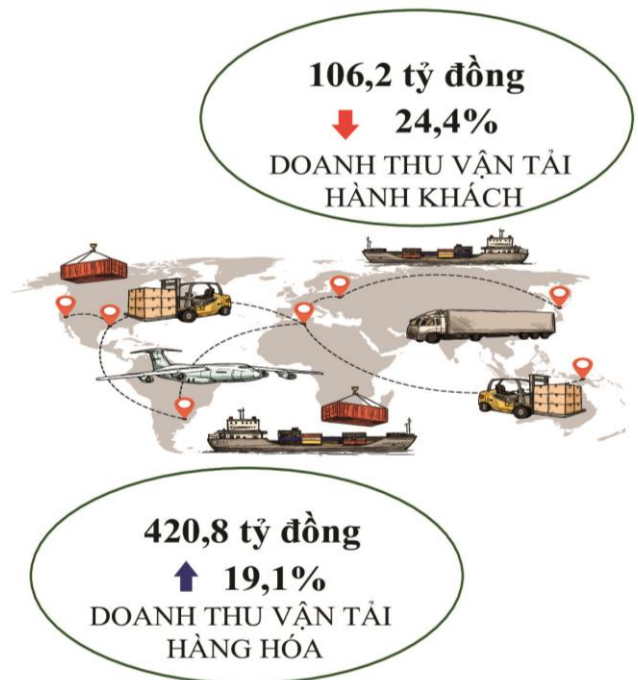 106,2 tỷ đồng
24,4%
DOANH THU VẬN TẢI
HÀNH KHÁCH
420,8 tỷ đồng
19,1%
DOANH THU VẬN TẢI
HÀNG HÓA